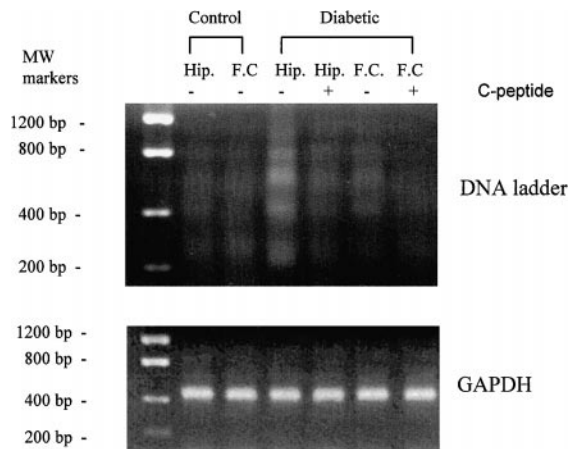 Control Diabetic
MW markers
Hip. F.C Hip. Hip. F.C. F.C
- - - + - + C-peptide
1200 bp -
800 bp -
400 bp -
200 bp -
DNA ladder
1200 bp -
800 bp -
400 bp -
200 bp -
GAPDH